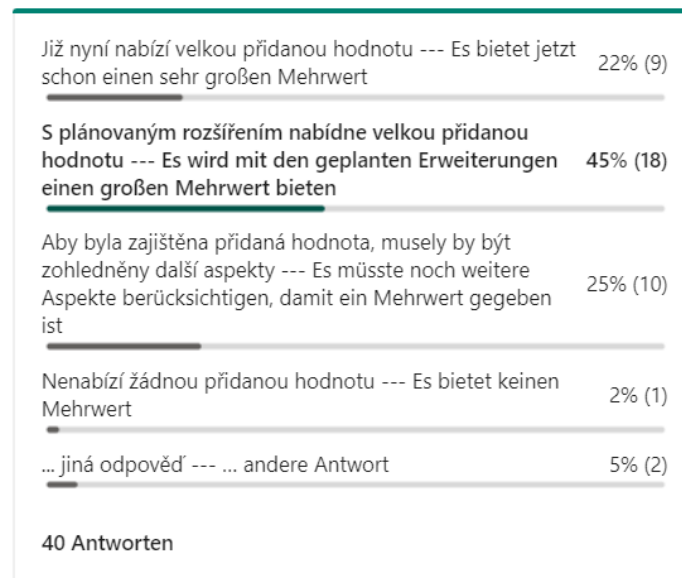 Již nyní nabízí velkou přidanou hodnotu --- Es bietet jetzt
schon einen sehr großen Mehrwert
22% (9)
S plánovaným rozšířením nabídne velkou přidanou
hodnotu --- Es wird mit den geplanten Erweiterungen
einen großen Mehrwert bieten
45% (18)
Aby byla zajištěna přidaná hodnota, musely by být
zohledněny další aspekty --- Es müsste noch weitere
Aspekte berücksichtigen, damit ein Mehrwert gegeben
ist
25% (10)
Nenabízí žádnou přidanou hodnotu --- Es bietet keinen
Mehrwert
2% (1)
... jiná odpověď --- ... andere Antwort
5% (2)
40 Antworten